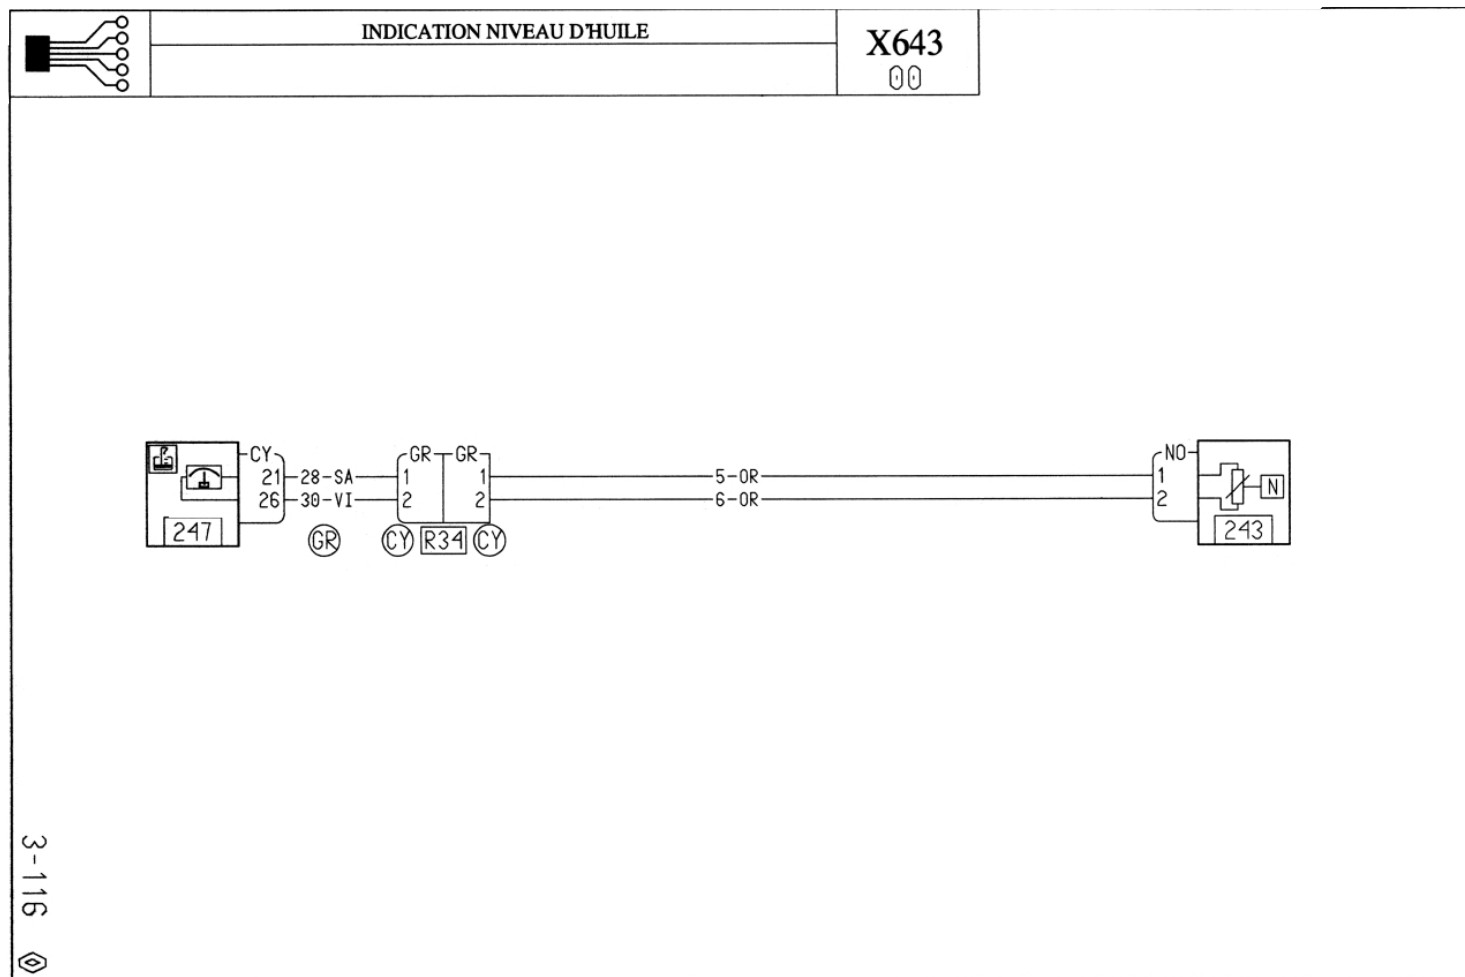 INDICATION NIVEAU D'HUILE
X643
00
CY
GR
GR
NO
21
28-SA
1
1
5-OR
1
26
30-VI
2
2
6-OR
2
N
247
GR
CY
R34
CY
243
3-116